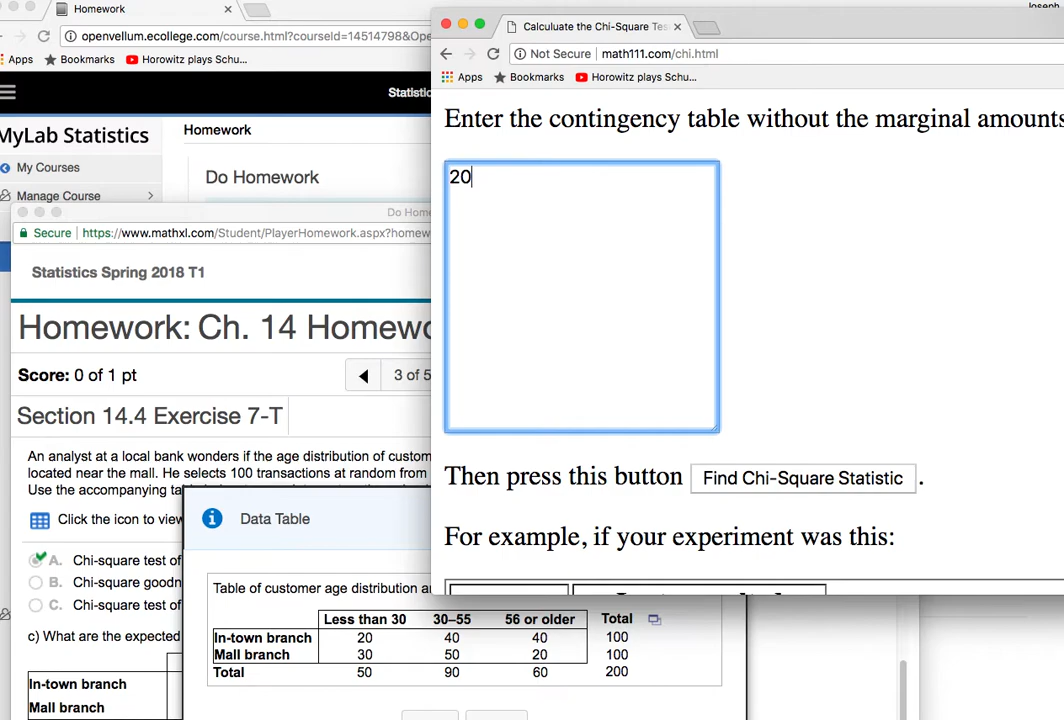 Homework
Joseph
openvellum.ecollege.com/course.html?courseId=14514798&Ope
Apps Bookmarks Horowitz plays Schu...
Statistic
MyLab Statistics
My Courses
Manage Course
Homework
Do Homework
Do Home
Secure https://www.mathxl.com/Student/PlayerHomework.aspx?homew
Statistics Spring 2018 T1
Homework: Ch. 14 Homewo
Score: 0 of 1 pt
3 of 5
Section 14.4 Exercise 7-T
An analyst at a local bank wonders if the age distribution of custom
located near the mall. He selects 100 transactions at random from
Use the accompanying ta
Click the icon to view
A. Chi-square test of
B. Chi-square goodn
C. Chi-square test of
c) What are the expected
In-town branch
Mall branch
Data Table
Table of customer age distribution a
Less than 30 30–55 56 or older Total
In-town branch 20 40 40 100
Mall branch 30 50 20 100
Total 50 90 60 200
Calculuate the Chi-Square Tes
Not Secure math111.com/chi.html
Apps Bookmarks Horowitz plays Schu...
Enter the contingency table without the marginal amounts
20
Then press this button Find Chi-Square Statistic .
For example, if your experiment was this: